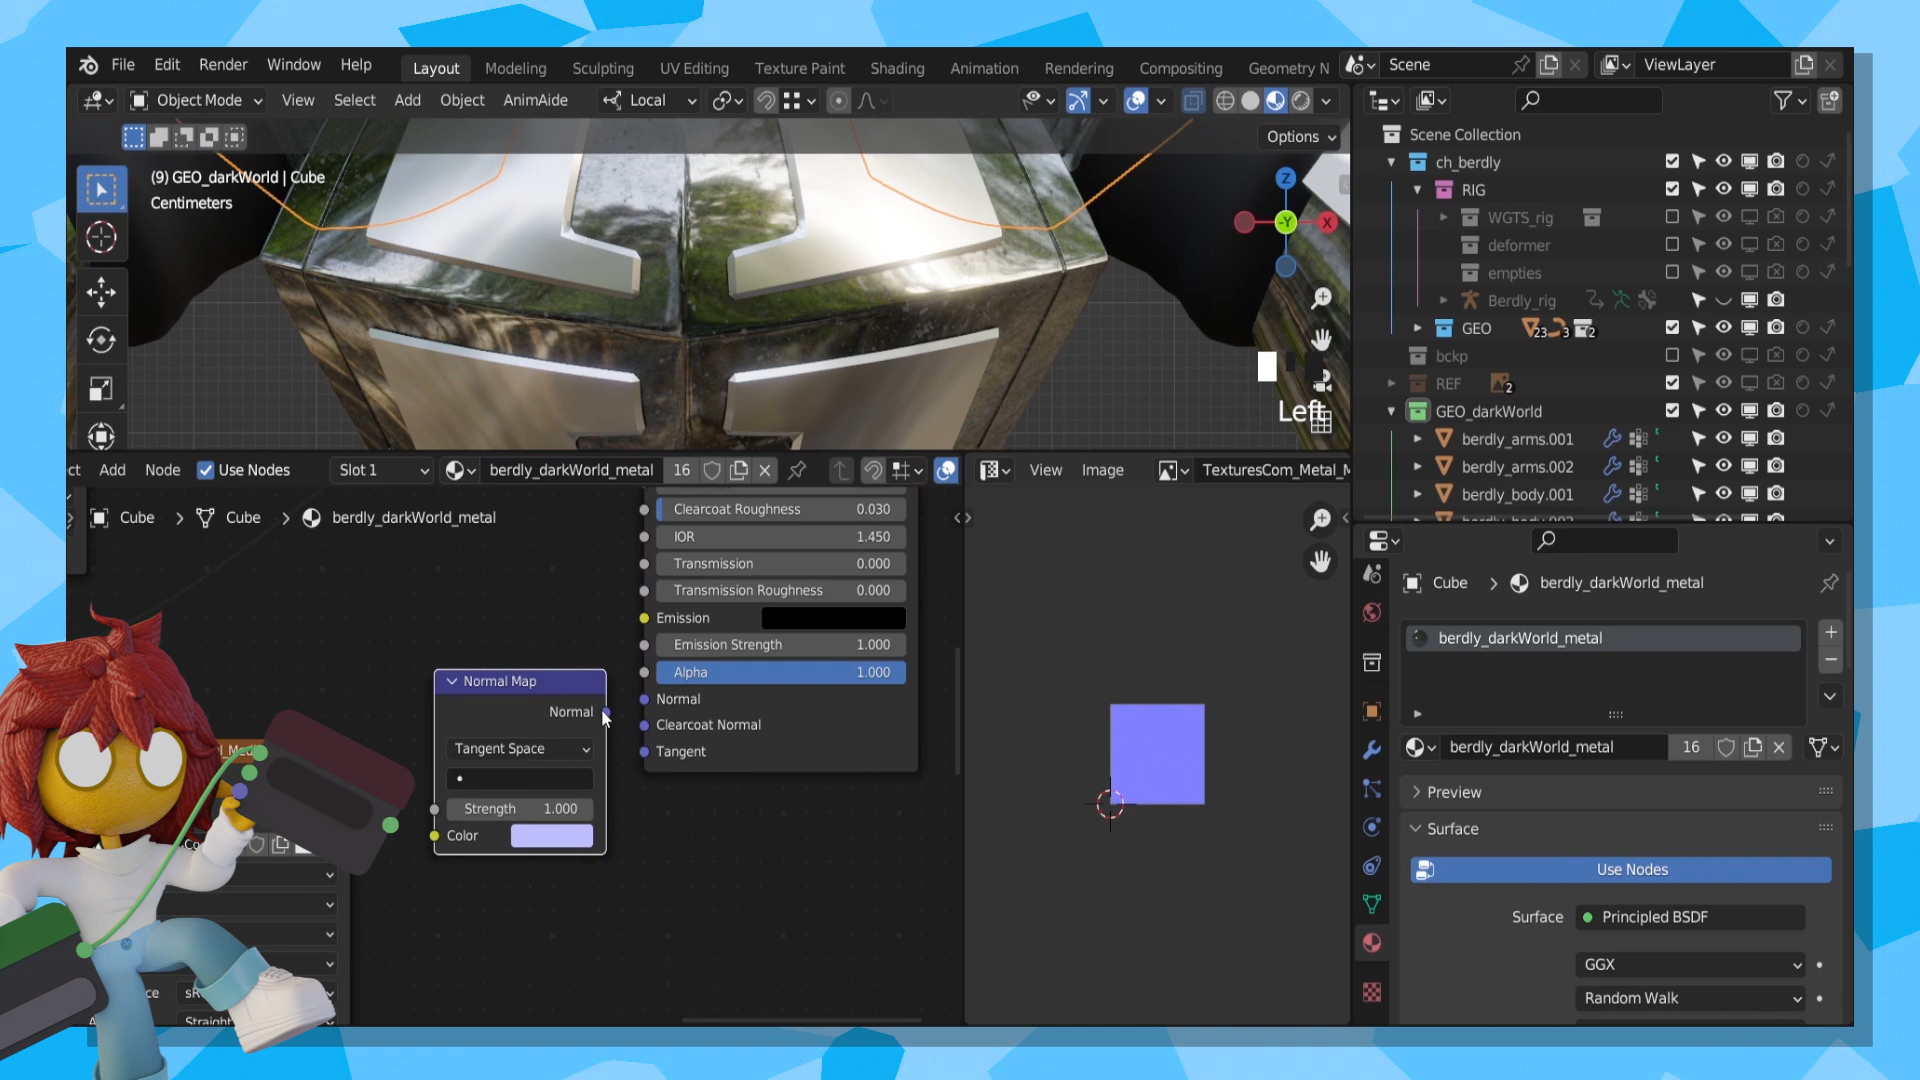 File Edit Render Window Help Layout Modeling Sculpting UV Editing Texture Paint Shading Animation Rendering Compositing Geometry N Scene ViewLayer
Object Mode View Select Add Object AnimAide Local
Options
(9) GEO_darkWorld | Cube
Centimeters
Z
-Y
X
Left
Scene Collection
ch_berdly
RIG
WGTS_rig
deformer
empties
Berdly_rig
GEO 23 3 2
bckp
REF 2
GEO_darkWorld
berdly_arms.001
berdly_arms.002
berdly_body.001
ct Add Node Use Nodes Slot 1 berdly_darkWorld_metal 16
View Image TexturesCom_Metal_M
Cube > Cube > berdly_darkWorld_metal
Clearcoat Roughness 0.030
IOR 1.450
Transmission 0.000
Transmission Roughness 0.000
Emission
Emission Strength 1.000
Alpha 1.000
Normal
Clearcoat Normal
Tangent
Normal Map
Normal
Tangent Space
Strength 1.000
Color
Straight
Cube > berdly_darkWorld_metal
berdly_darkWorld_metal
berdly_darkWorld_metal 16
Preview
Surface
Use Nodes
Surface Principled BSDF
GGX
Random Walk